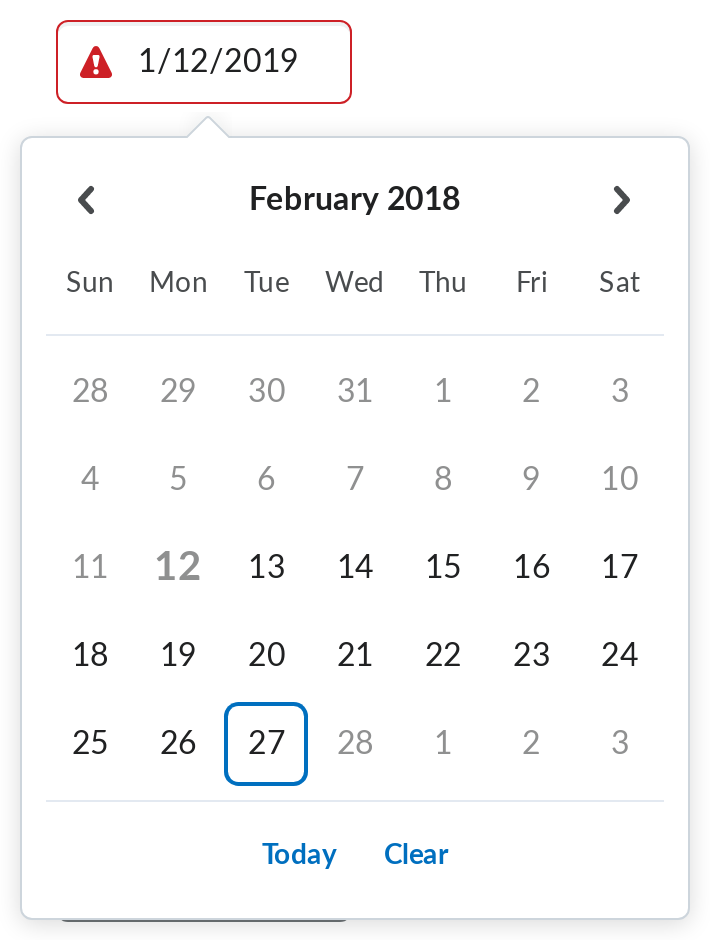 1/12/2019
February 2018
Sun Mon Tue Wed Thu Fri Sat
28 29 30 31 1 2 3
4 5 6 7 8 9 10
11 12 13 14 15 16 17
18 19 20 21 22 23 24
25 26 27 28 1 2 3
Today Clear